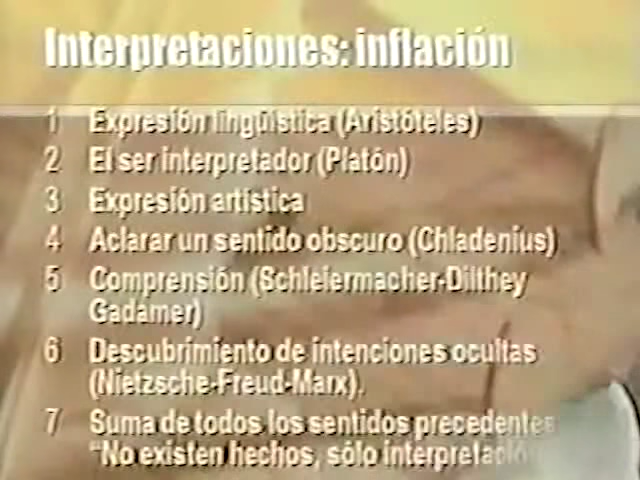 Interpretaciones: inflación
1 Expresión lingüística (Aristóteles)
2 El ser interpretador (Platón)
3 Expresión artística
4 Aclarar un sentido obscuro (Chladenius)
5 Comprensión (Schleiermacher-Dilthey
Gadamer)
6 Descubrimiento de intenciones ocultas
(Nietzsche-Freud-Marx).
7 Suma de todos los sentidos precedentes
“No existen hechos, sólo